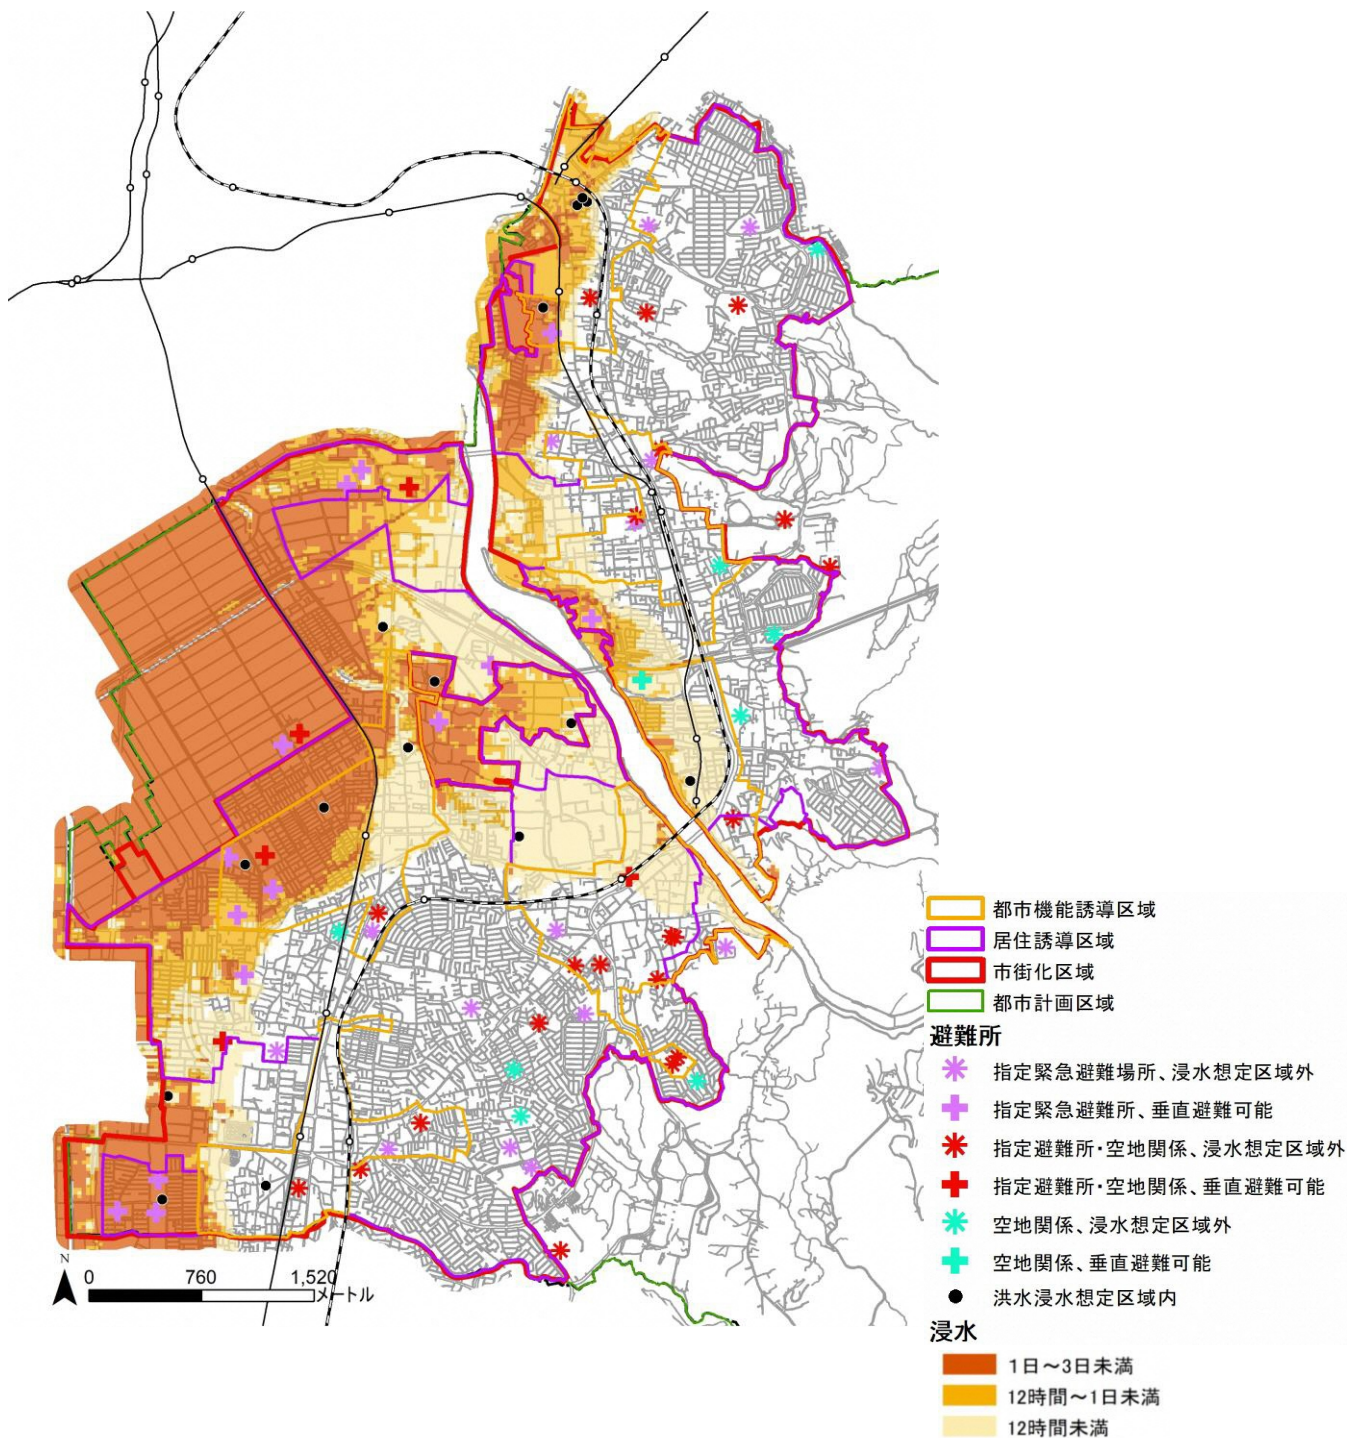 都市機能誘導区域
居住誘導区域
市街化区域
都市計画区域
避難所
指定緊急避難場所、浸水想定区域外
指定緊急避難所、垂直避難可能
指定避難所・空地関係、浸水想定区域外
指定避難所・空地関係、垂直避難可能
空地関係、浸水想定区域外
空地関係、垂直避難可能
洪水浸水想定区域内
浸水
1日～3日未満
12時間～1日未満
12時間未満
N
0 760 1,520
メートル